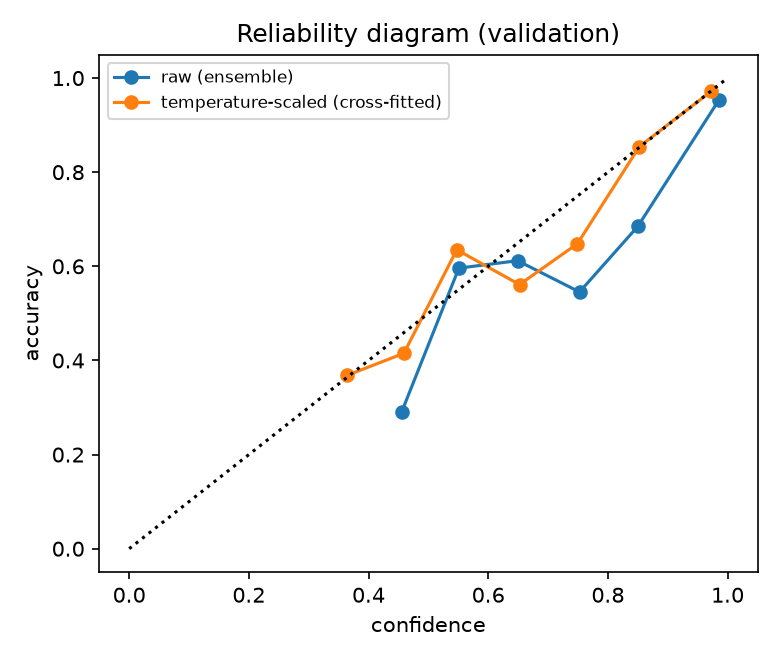 Reliability diagram (validation)
raw (ensemble)
temperature-scaled (cross-fitted)
1.0
0.8
0.6
0.4
0.2
0.0
accuracy
0.0 0.2 0.4 0.6 0.8 1.0
confidence